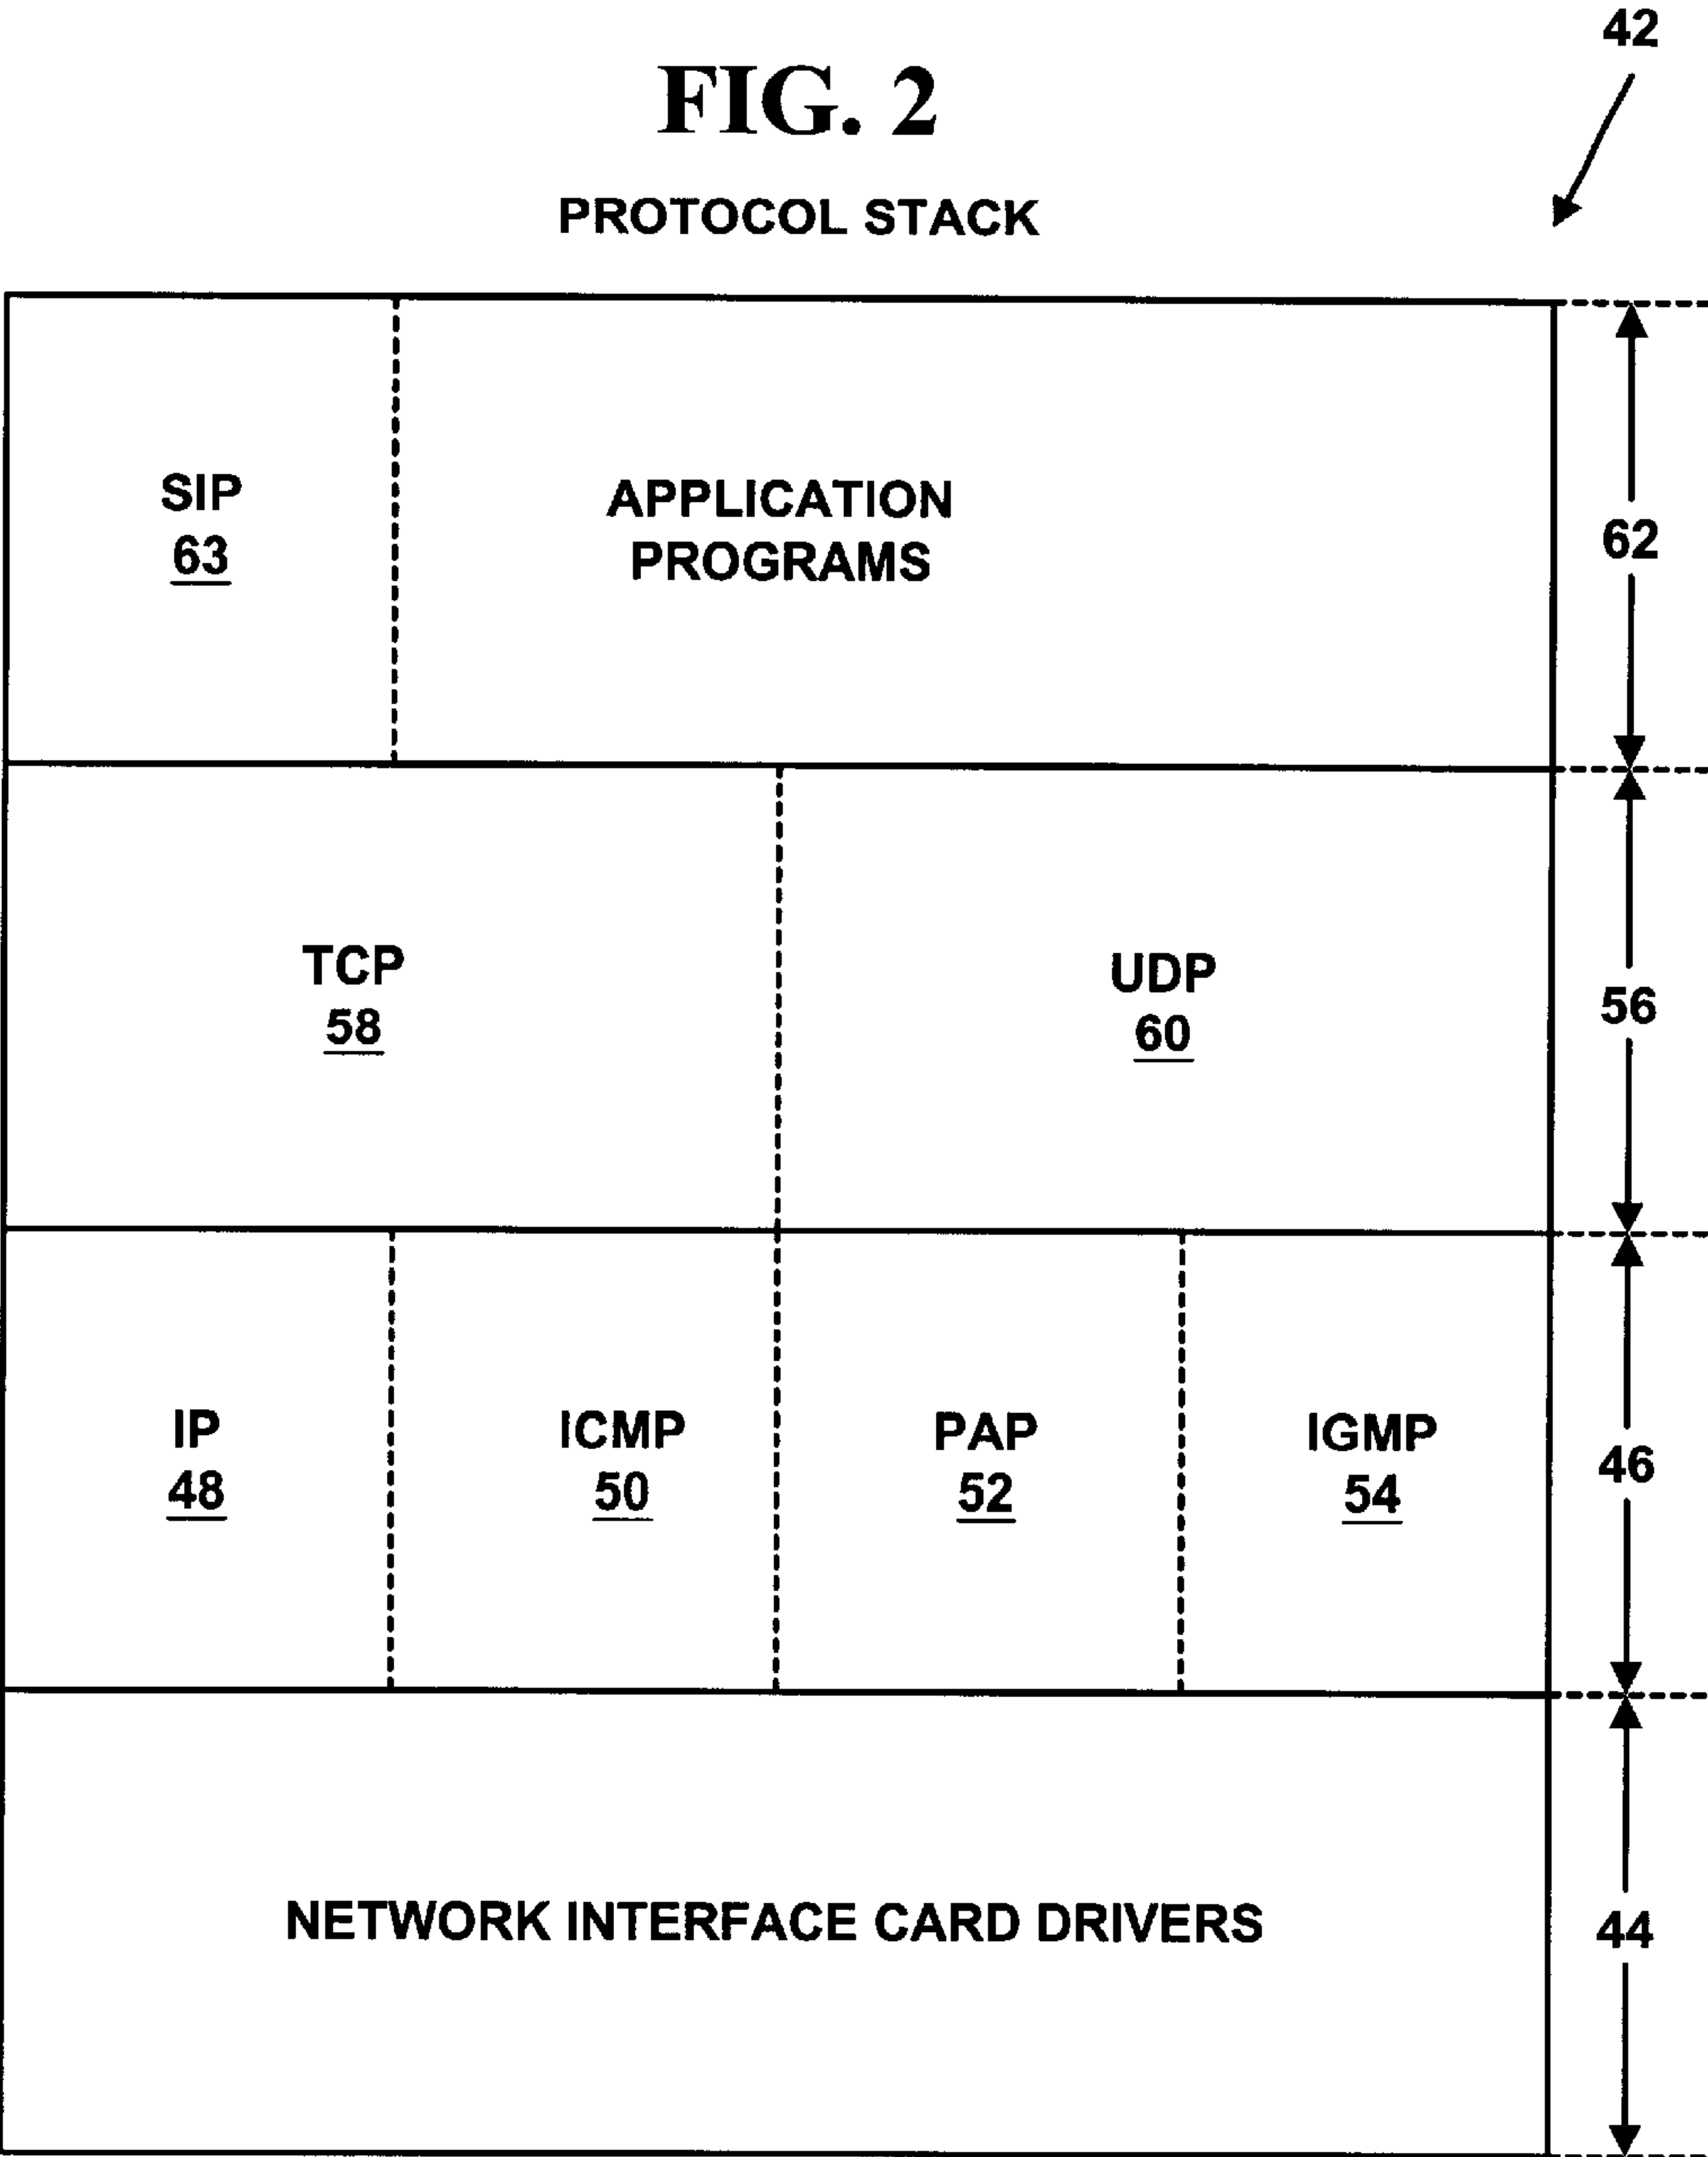 42
FIG. 2
PROTOCOL STACK
SIP
63
APPLICATION
PROGRAMS
62
TCP
58
UDP
60
56
IP
48
ICMP
50
PAP
52
IGMP
54
46
NETWORK INTERFACE CARD DRIVERS
44